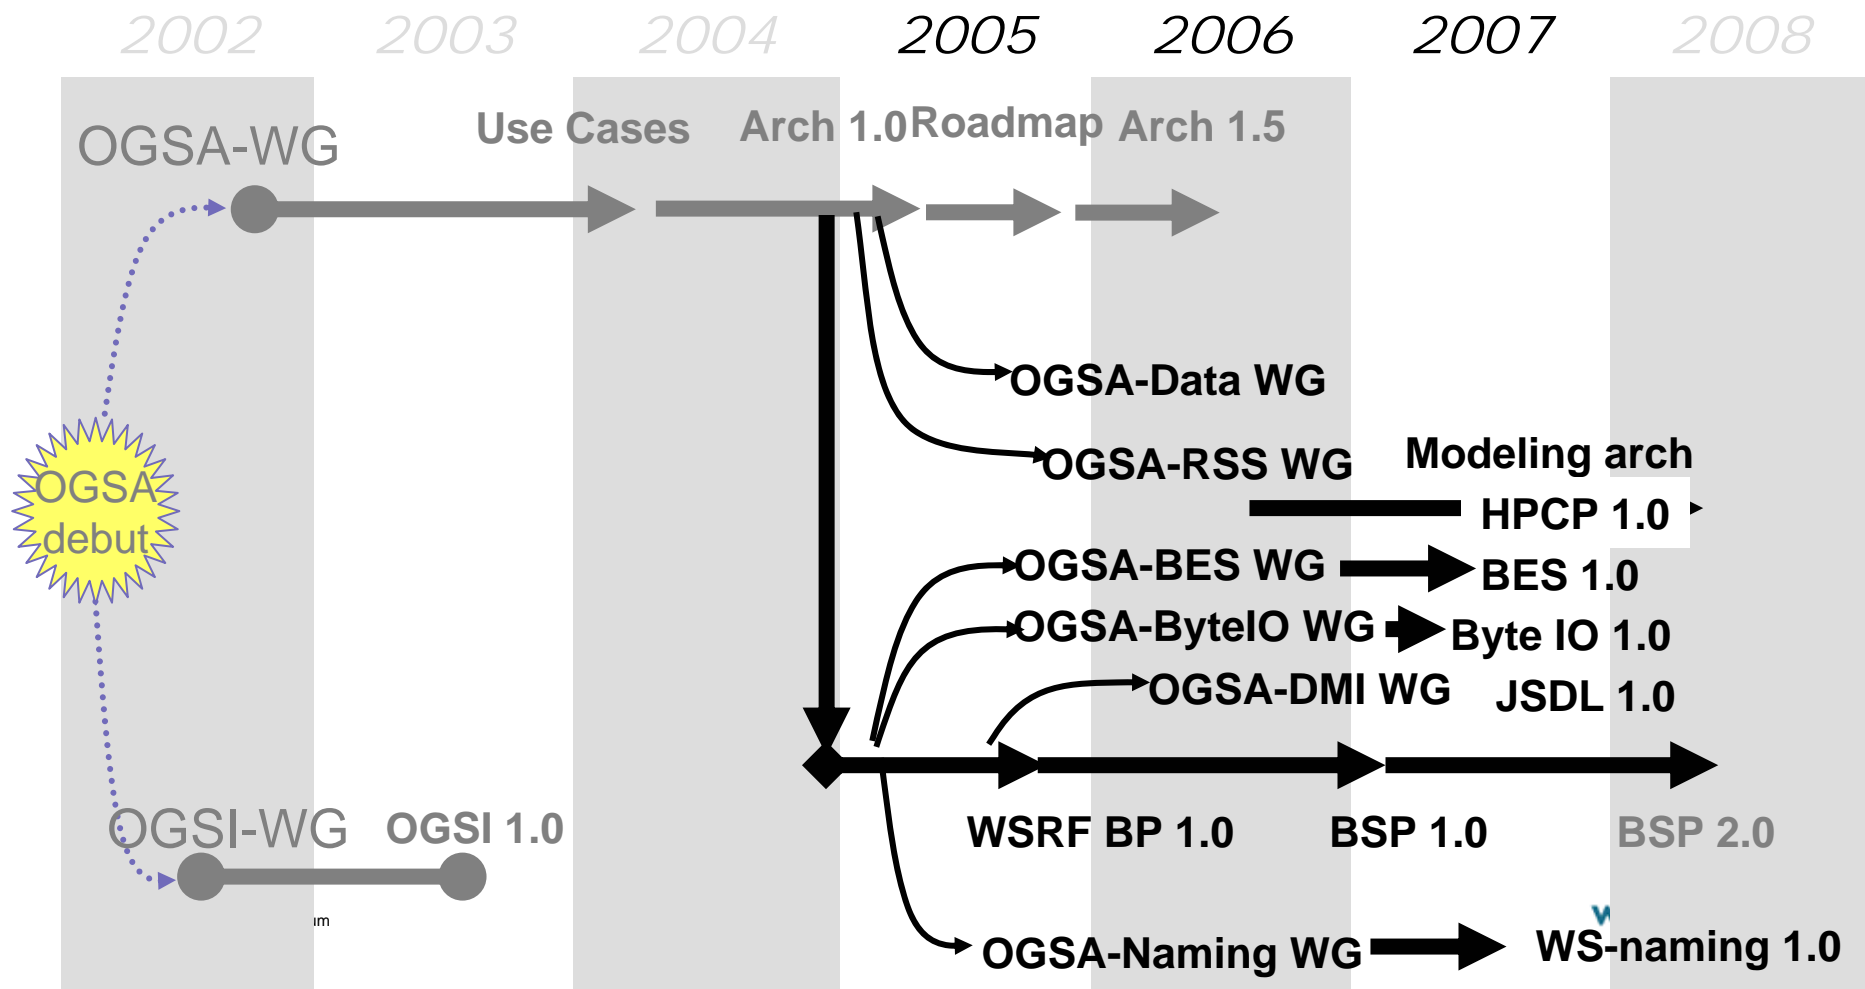 2002 2003 2004 2005 2006 2007 2008
OGSA-WG
Use Cases
Arch 1.0
Roadmap
Arch 1.5
OGSA-Data WG
OGSA-RSS WG
Modeling arch
HPCP 1.0
OGSA
debut
OGSA-BES WG
BES 1.0
OGSA-ByteIO WG
Byte IO 1.0
OGSA-DMI WG
JSDL 1.0
OGSI-WG
OGSI 1.0
WSRF BP 1.0
BSP 1.0
BSP 2.0
OGSA-Naming WG
WS-naming 1.0